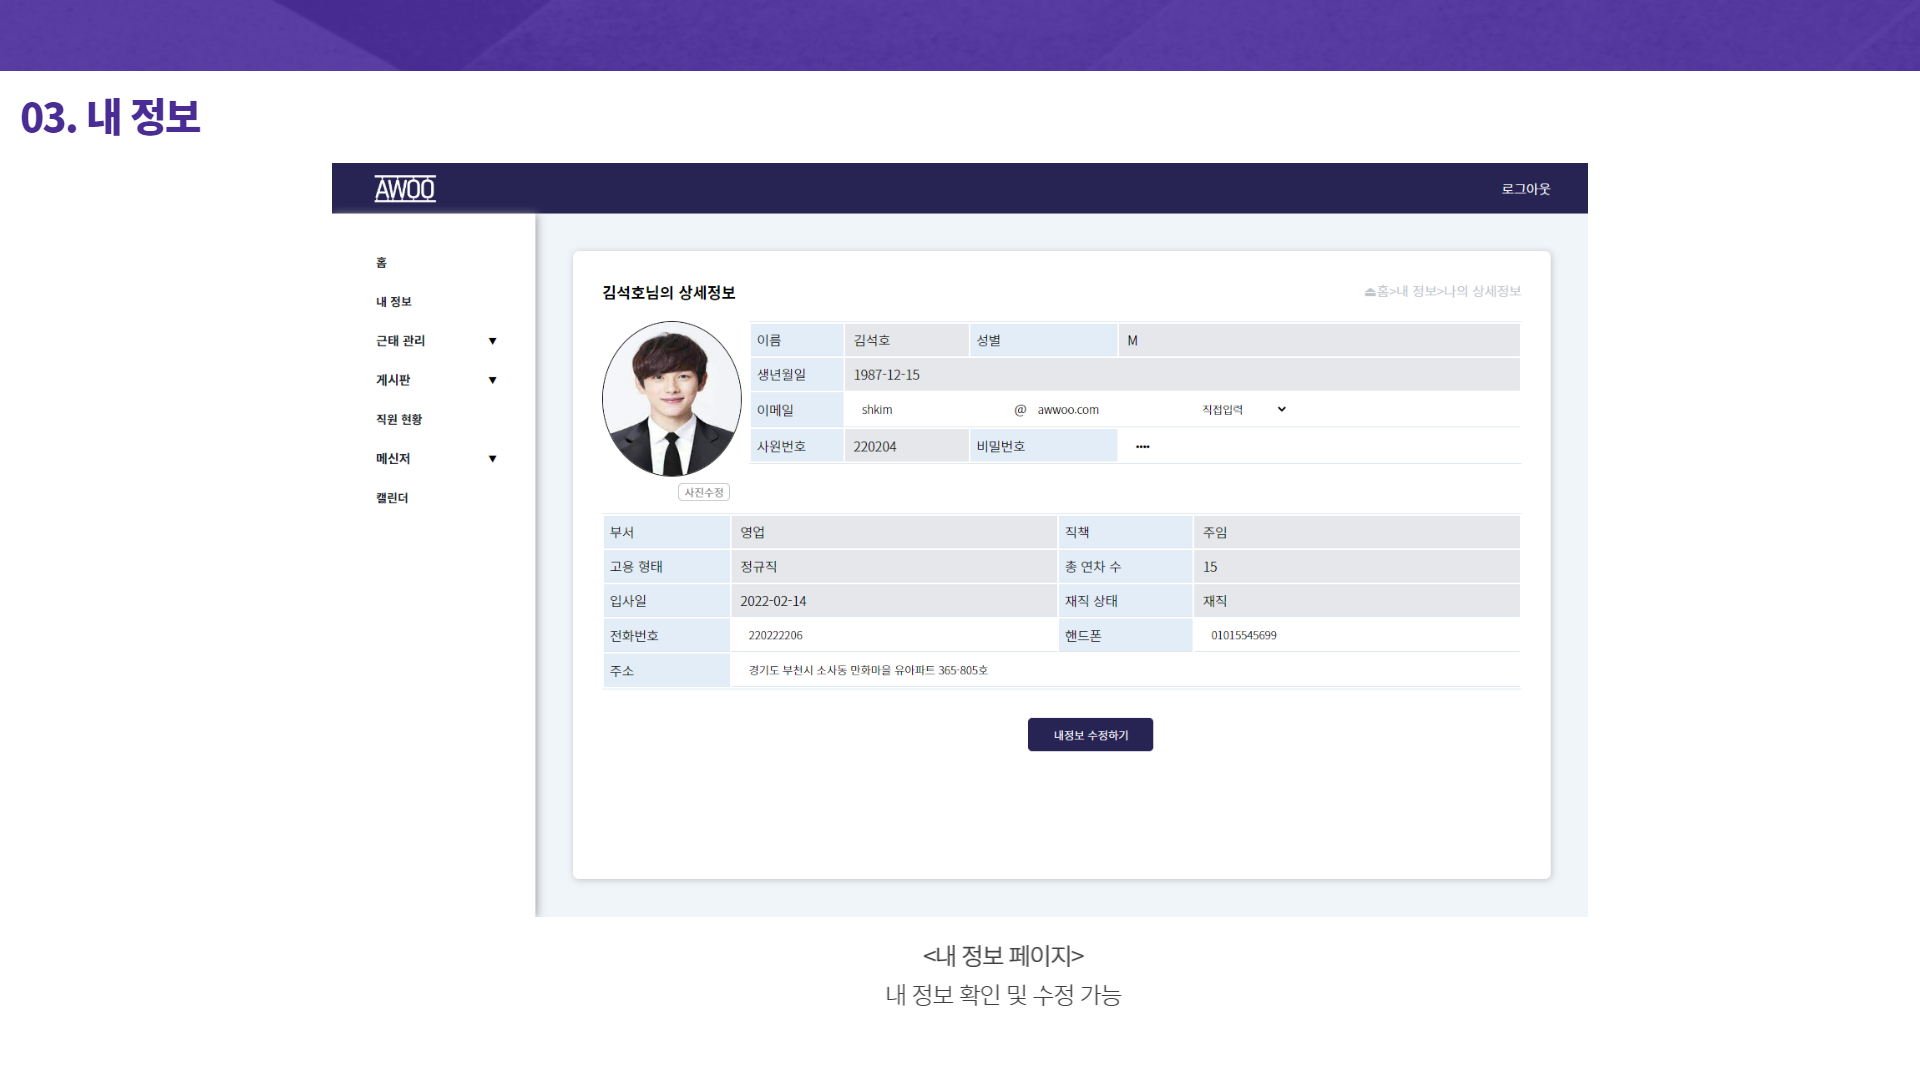 03. 내 정보
AWOO
로그아웃
홈
내 정보
근태 관리 ▼
게시판 ▼
직원 현황
메신저 ▼
캘린더
김석호님의 상세정보
⏏홈>내 정보>나의 상세정보
이름 김석호 성별 M
생년월일 1987-12-15
이메일 shkim @ awwoo.com 직접입력
사원번호 220204 비밀번호 ••••
사진수정
부서 영업 직책 주임
고용 형태 정규직 총 연차 수 15
입사일 2022-02-14 재직 상태 재직
전화번호 220222206 핸드폰 01015545699
주소 경기도 부천시 소사동 만화마을 유아파트 365-805호
내정보 수정하기
<내 정보 페이지>
내 정보 확인 및 수정 가능